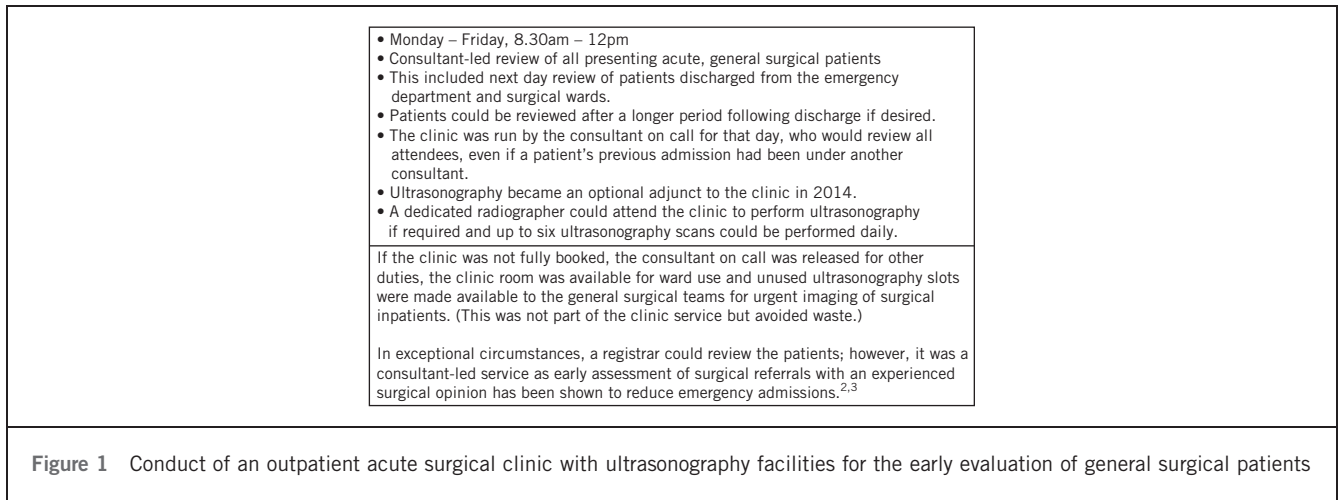 • Monday – Friday, 8.30am – 12pm
• Consultant-led review of all presenting acute, general surgical patients
• This included next day review of patients discharged from the emergency
department and surgical wards.
• Patients could be reviewed after a longer period following discharge if desired.
• The clinic was run by the consultant on call for that day, who would review all
attendees, even if a patient's previous admission had been under another
consultant.
• Ultrasonography became an optional adjunct to the clinic in 2014.
• A dedicated radiographer could attend the clinic to perform ultrasonography
if required and up to six ultrasonography scans could be performed daily.
If the clinic was not fully booked, the consultant on call was released for other
duties, the clinic room was available for ward use and unused ultrasonography slots
were made available to the general surgical teams for urgent imaging of surgical
inpatients. (This was not part of the clinic service but avoided waste.)
In exceptional circumstances, a registrar could review the patients; however, it was a
consultant-led service as early assessment of surgical referrals with an experienced
surgical opinion has been shown to reduce emergency admissions.2,3
Figure 1 Conduct of an outpatient acute surgical clinic with ultrasonography facilities for the early evaluation of general surgical patients